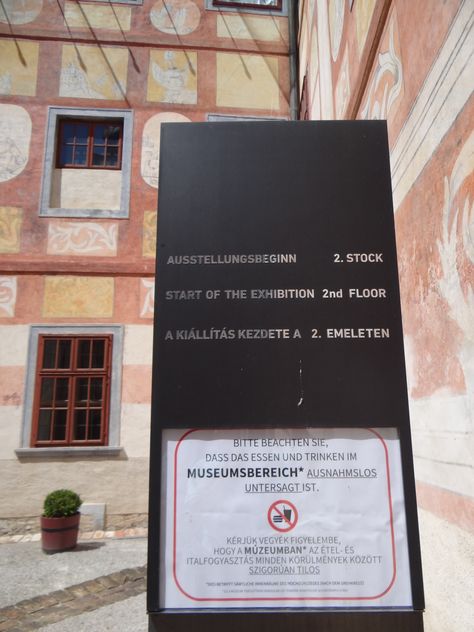 AUSSTELLUNGSBEGINN 2. STOCK
START OF THE EXHIBITION 2nd FLOOR
A KIÁLLÍTÁS KEZDETE A 2. EMELETEN
BITTE BEACHTEN SIE,
DASS DAS ESSEN UND TRINKEN IM
MUSEUMSBEREICH* AUSNAHMSLOS
UNTERSAGT IST.
KÉRJÜK VEGYÉK FIGYELEMBE,
HOGY A MÚZEUMBAN* AZ ÉTEL- ÉS
ITALFOGYASZTÁS MINDEN KÖRÜLMÉNYEK KÖZÖTT
SZIGORÚAN TILOS